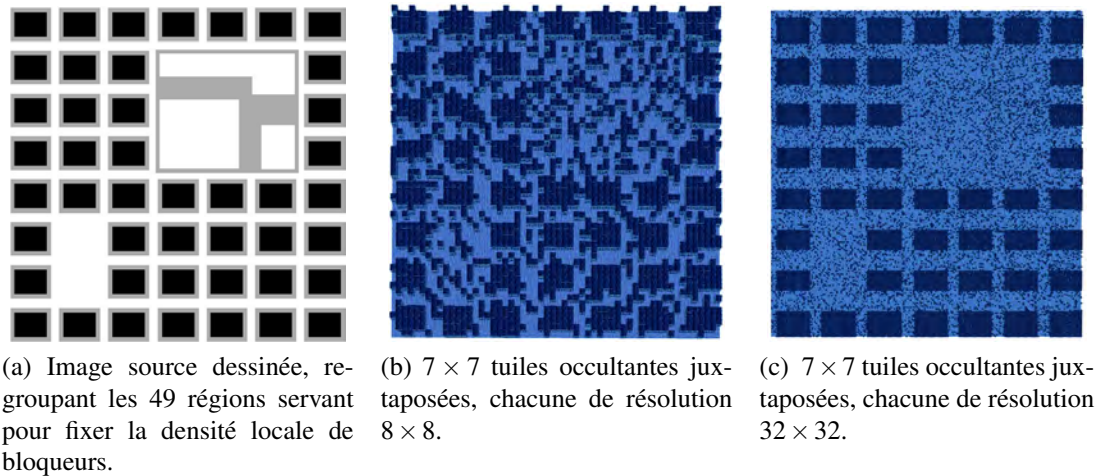 (a) Image source dessinée, re-
groupant les 49 régions servant
pour fixer la densité locale de
bloqueurs.
(b) 7 × 7 tuiles occultantes jux-
taposées, chacune de résolution
8 × 8.
(c) 7 × 7 tuiles occultantes jux-
taposées, chacune de résolution
32 × 32.